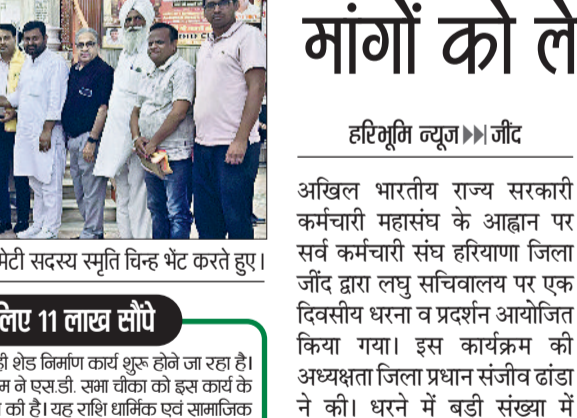 मेटी सदस्य स्मृति चिन्ह भेंट करते हुए।
लिए 11 लाख सौंपे
ही शेड निर्माण कार्य शुरू होने जा रहा है।
म ने एस.डी. सभा चीका को इस कार्य के
की है। यह राशि धार्मिक एवं सामाजिक
मांगों को ले
हरिभूमि न्यूज जींद
अखिल भारतीय राज्य सरकारी
कर्मचारी महासंघ के आह्वान पर
सर्व कर्मचारी संघ हरियाणा जिला
जींद द्वारा लघु सचिवालय पर एक
दिवसीय धरना व प्रदर्शन आयोजित
किया गया। इस कार्यक्रम की
अध्यक्षता जिला प्रधान संजीव ढांडा
ने की। धरने में बड़ी संख्या में